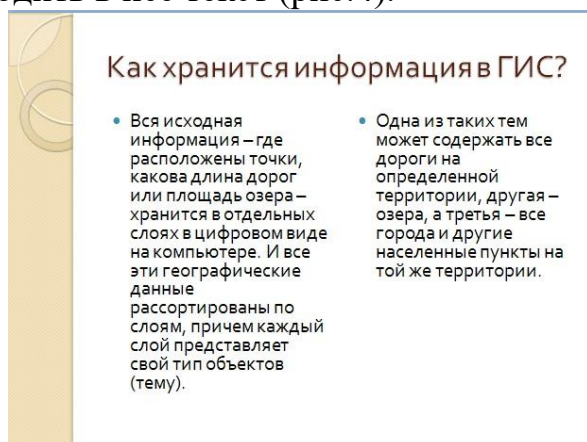 в нее текст (рис.
Как хранится информация в ГИС?
• Вся исходная
информация – где
расположены точки,
какова длина дорог
или площадь озера –
хранится в отдельных
слоях в цифровом виде
на компьютере. И все
эти географические
данные
рассортированы по
слоям, причем каждый
слой представляет
свой тип объектов
(тему).
• Одна из таких тем
может содержать все
дороги на
определенной
территории, другая –
озера, а третья – все
города и другие
населенные пункты на
той же территории.